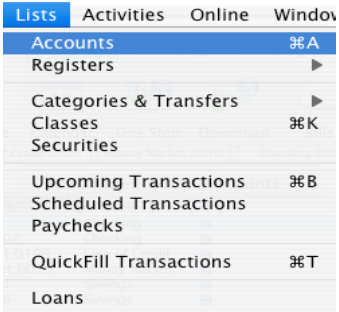 Lists Activities Online Window
Accounts ⌘A
Registers ▶
Categories & Transfers ▶
Classes ⌘K
Securities
Upcoming Transactions ⌘B
Scheduled Transactions
Paychecks
QuickFill Transactions ⌘T
Loans